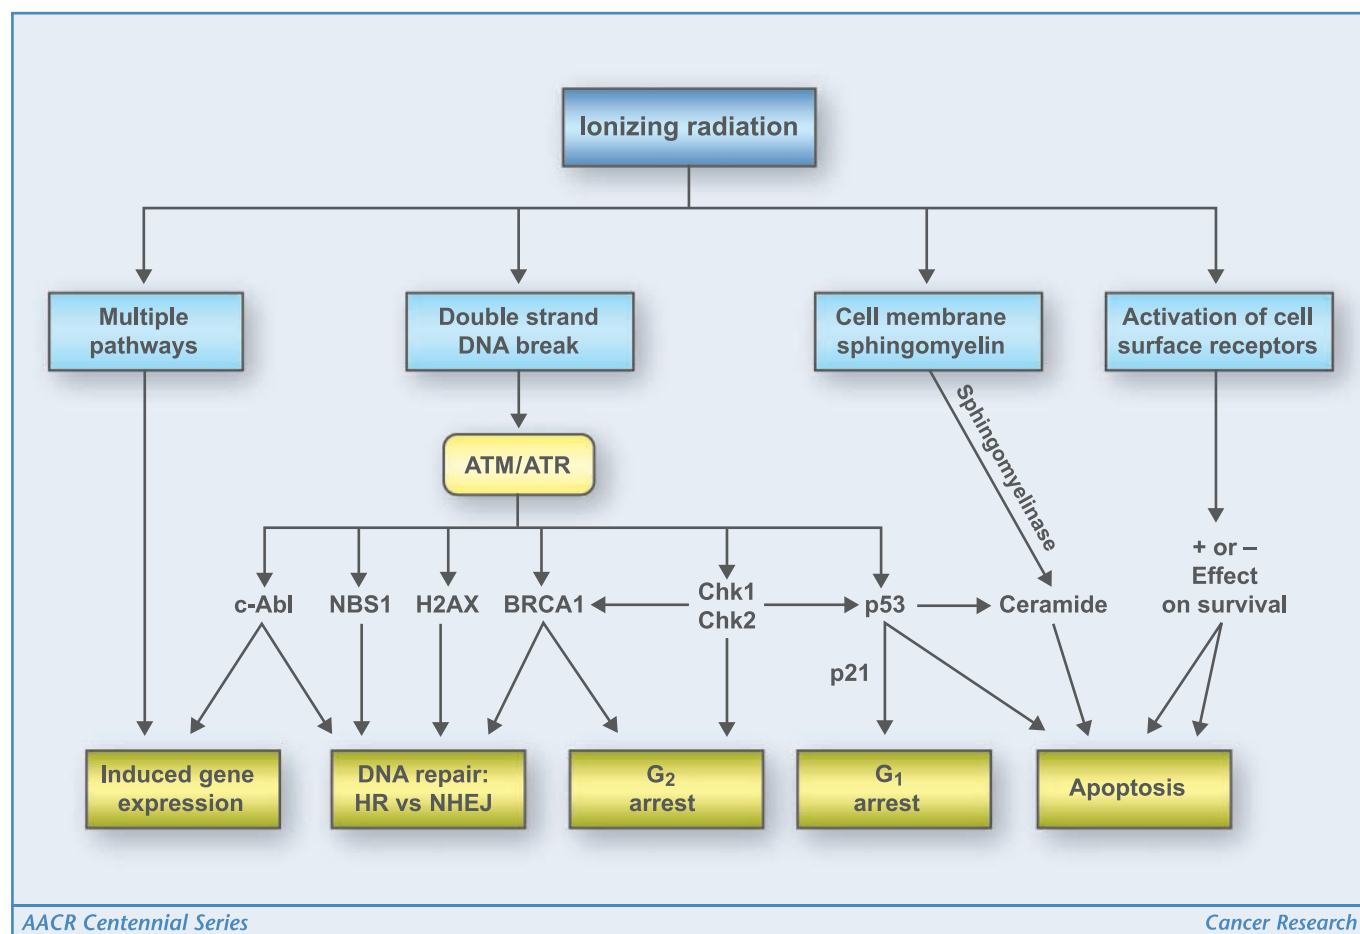 Ionizing radiation
Multiple
pathways
Double strand
DNA break
Cell membrane
sphingomyelin
Activation of cell
surface receptors
Sphingomyelinase
ATM/ATR
+ or –
Effect
on survival
c-Abl
NBS1
H2AX
BRCA1
Chk1
Chk2
p53
Ceramide
p21
Induced gene
expression
DNA repair:
HR vs NHEJ
G₂
arrest
G₁
arrest
Apoptosis
AACR Centennial Series
Cancer Research